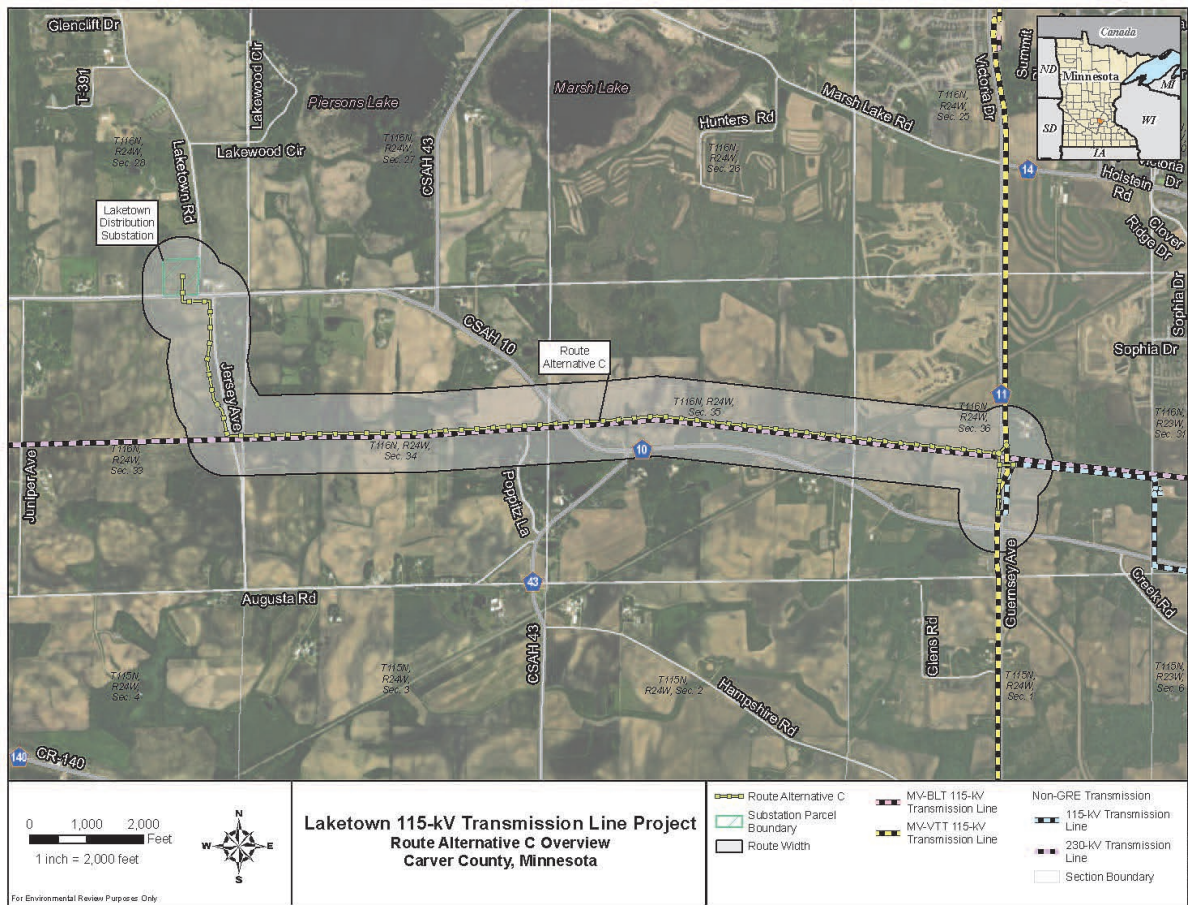 Glenclift Dr
T-391
Lakewood Cir
Piersons Lake
Marsh Lake
CSAH 43
Victoria Dr
Summit
Canada
ND
Minnesota
MI
SD
WI
IA
T116N,
R24W,
Sec. 28
Laketown Rd
Lakewood Cir
T116N,
R24W,
Sec. 27
Hunters Rd
T116N,
R24W,
Sec. 26
Marsh Lake Rd
T116N,
R24W,
Sec. 25
14
Holstein
Rd
Victoria
Dr
Clover
Ridge Dr
Laketown
Distribution
Substation
Sophia Dr
Sophia Dr
CSAH 10
Route
Alternative C
Jersey Ave
11
T116N, R24W,
Sec. 35
T116N,
R24W,
Sec. 36
T116N,
R23W,
Sec. 31
Juniper Ave
T116N,
R24W,
Sec. 33
T116N, R24W,
Sec. 34
10
Poppitz La
43
Augusta Rd
Guernsey Ave
Creek Rd
Glens Rd
CSAH 43
Hampshire Rd
T115N,
R24W,
Sec. 4
T115N,
R24W,
Sec. 3
T115N,
R24W, Sec. 2
T115N,
R24W,
Sec. 1
T115N,
R23W,
Sec. 6
140
CR-140
0 1,000 2,000
Feet
1 inch = 2,000 feet
N
W E
S
For Environmental Review Purposes Only
Laketown 115-kV Transmission Line Project
Route Alternative C Overview
Carver County, Minnesota
Route Alternative C
Substation Parcel
Boundary
Route Width
MV-BLT 115-kV
Transmission Line
MV-VTT 115-kV
Transmission Line
Non-GRE Transmission
115-kV Transmission
Line
230-kV Transmission
Line
Section Boundary